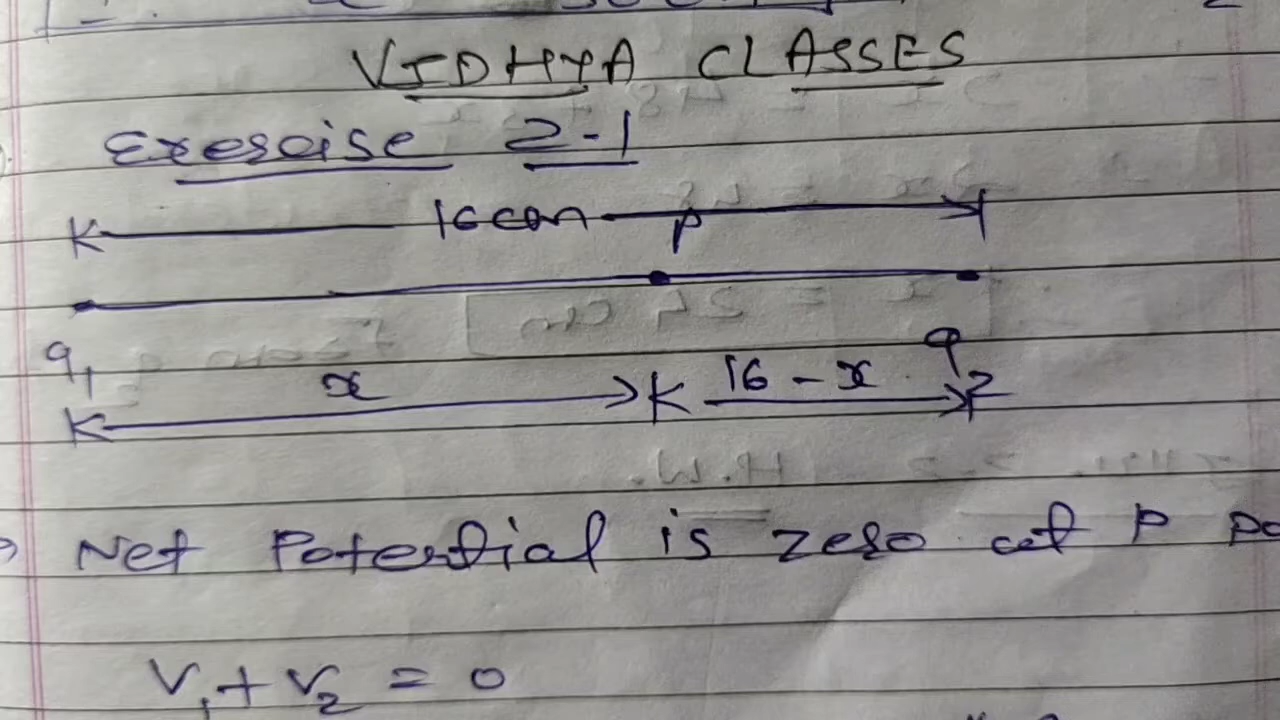 VIDHYA CLASSES
Exercise 2-1
16cm
P
q1
x
16 - x
q2
Net Potential is zero at P
V1 + V2 = 0